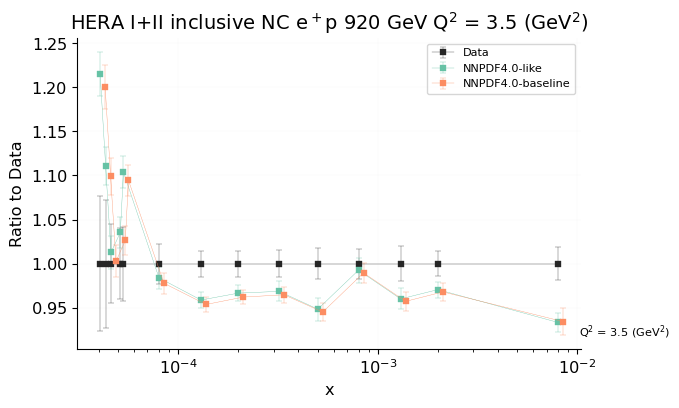 HERA I+II inclusive NC e⁺p 920 GeV Q² = 3.5 (GeV²)
Ratio to Data
1.25
1.20
1.15
1.10
1.05
1.00
0.95
Data
NNPDF4.0-like
NNPDF4.0-baseline
Q² = 3.5 (GeV²)
10⁻⁴
10⁻³
10⁻²
x